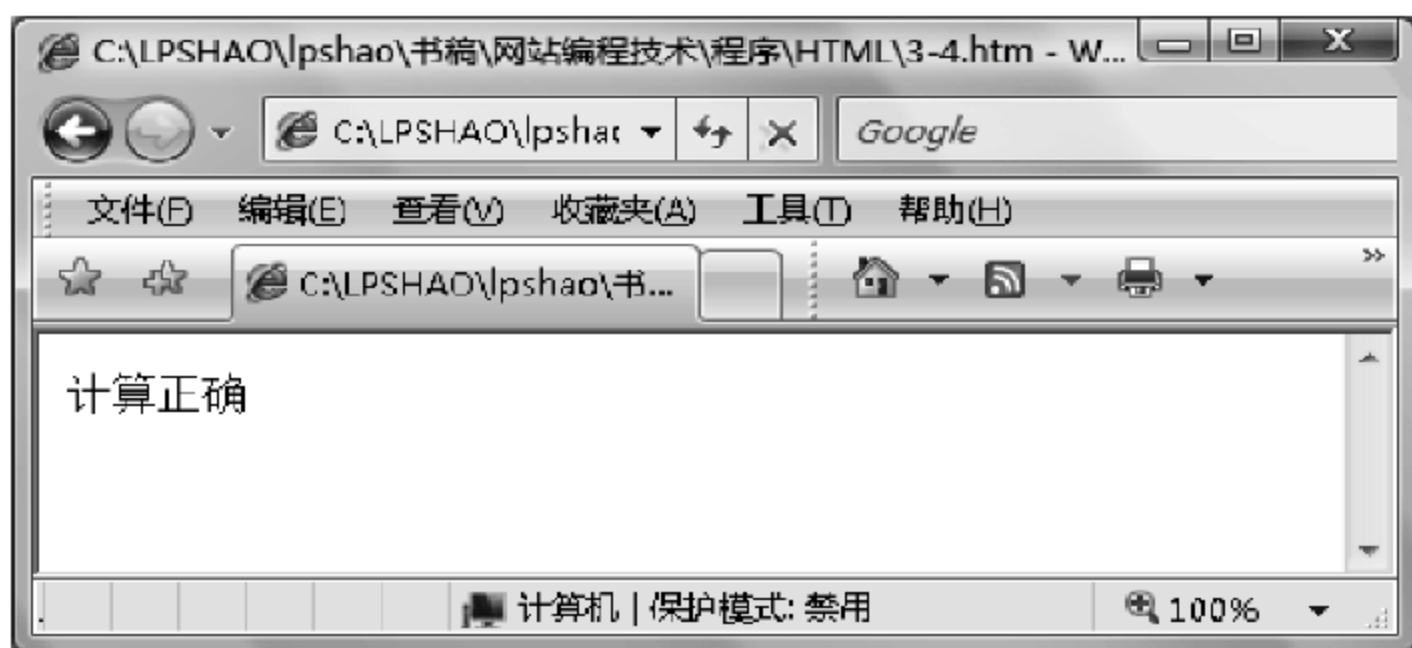 C:\LPSHAO\lpshao\书稿\网站编程技术\程序\HTML\3-4.htm - W...
C:\LPSHAO\lpshac Google
文件(F) 编辑(E) 查看(V) 收藏夹(A) 工具(T) 帮助(H)
C:\LPSHAO\lpshao\书...
计算正确
计算机 | 保护模式: 禁用 100%